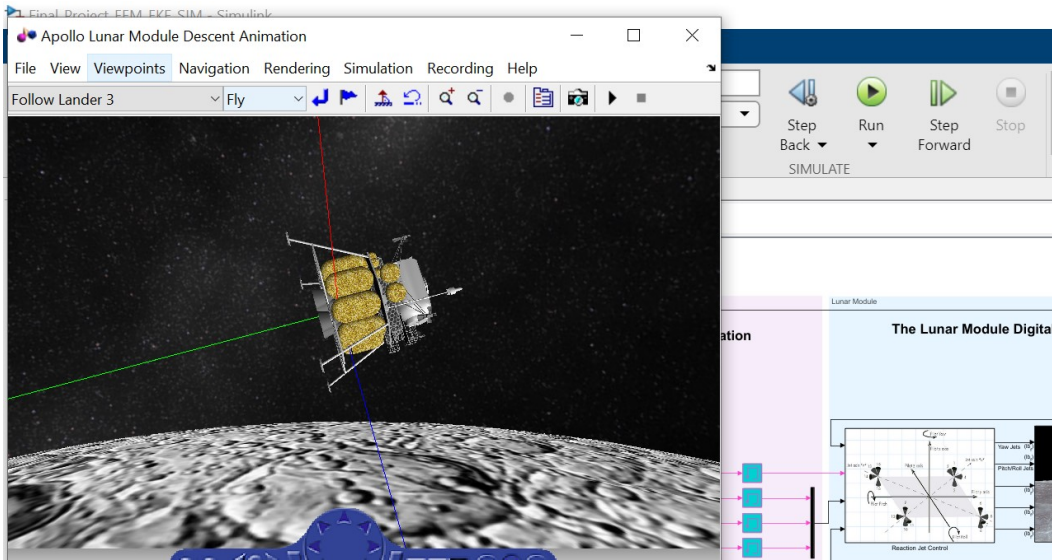 Final_Project_EEM_EKF_SIM - Simulink
Apollo Lunar Module Descent Animation
File View Viewpoints Navigation Rendering Simulation Recording Help
Follow Lander 3
Fly
Step Back
Run
Step Forward
Stop
SIMULATE
Lunar Module
ation
The Lunar Module Digita
Yaw Jets
Pitch/Roll Jets
Reaction Jet Control